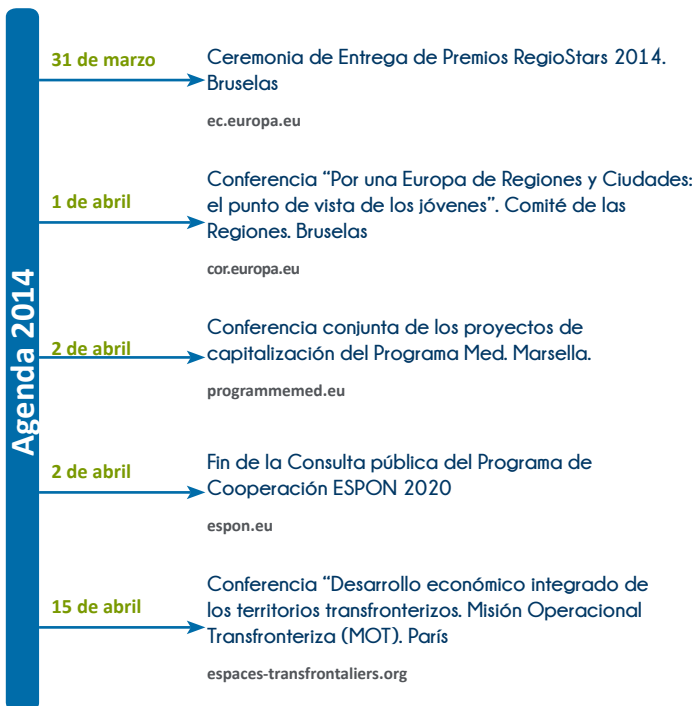 Agenda 2014
31 de marzo
Ceremonia de Entrega de Premios RegioStars 2014.
Bruselas
ec.europa.eu
1 de abril
Conferencia “Por una Europa de Regiones y Ciudades:
el punto de vista de los jóvenes”. Comité de las
Regiones. Bruselas
cor.europa.eu
2 de abril
Conferencia conjunta de los proyectos de
capitalización del Programa Med. Marsella.
programmemed.eu
2 de abril
Fin de la Consulta pública del Programa de
Cooperación ESPON 2020
espon.eu
15 de abril
Conferencia “Desarrollo económico integrado de
los territorios transfronterizos. Misión Operacional
Transfronteriza (MOT). París
espaces-transfrontaliers.org